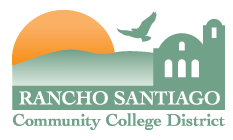 RANCHO SANTIAGO
Community College District